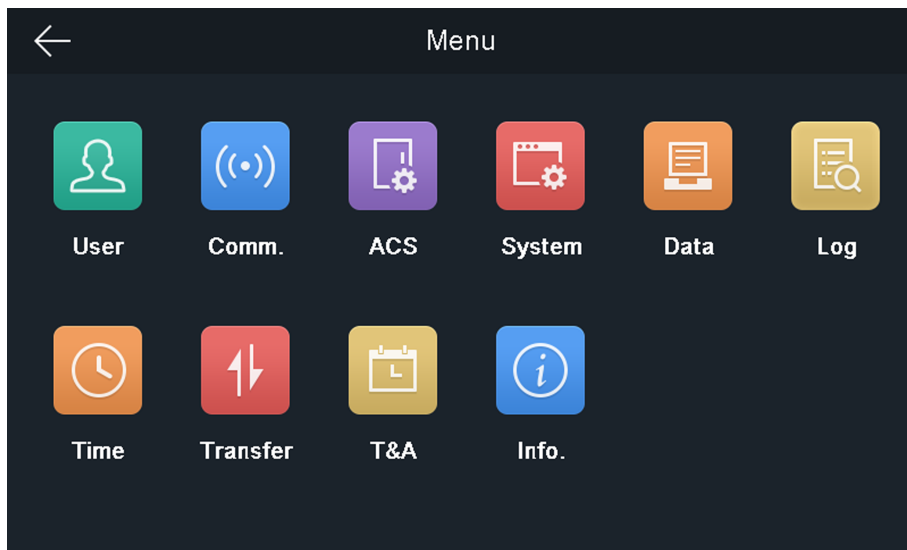 Menu
User Comm. ACS System Data Log
Time Transfer T&A Info.